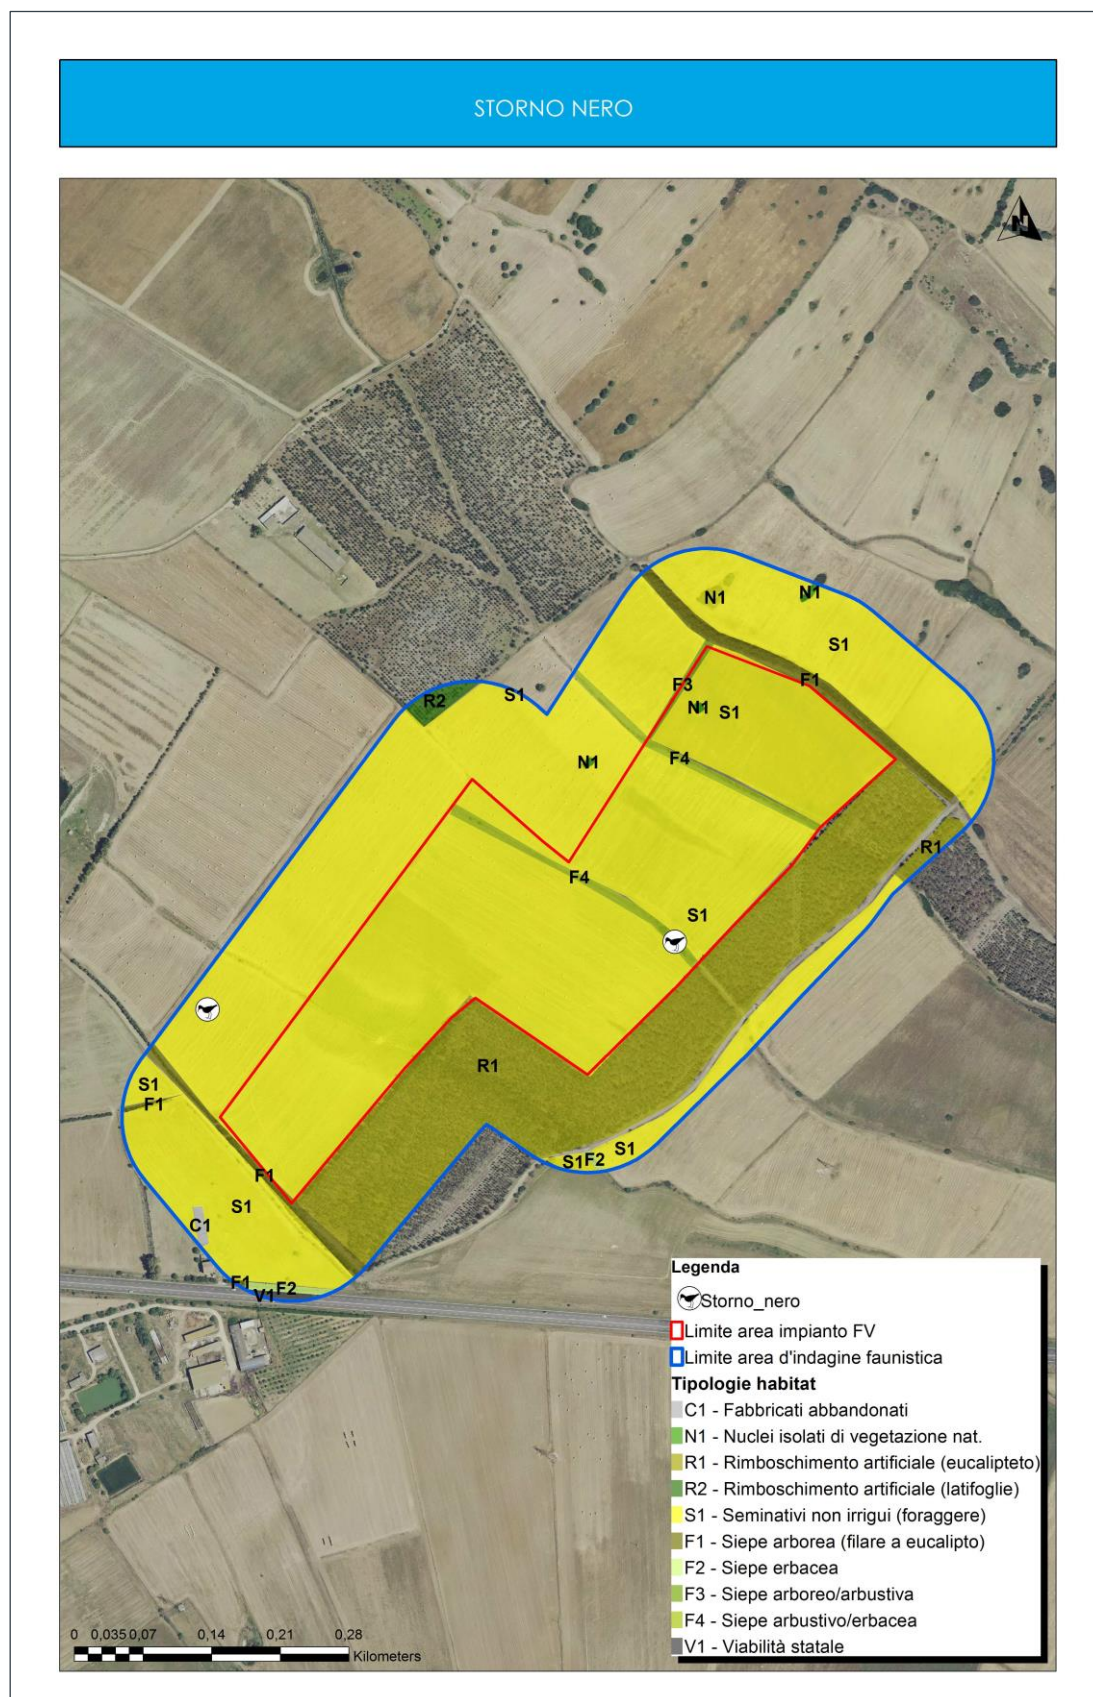 STORNO NERO
N
N1
N1
S1
F3
F1
R2
S1
N1
S1
N1
F4
R1
F4
S1
R1
S1
F1
F1
S1
S1
F2
S1
C1
F1
F2
V1
Legenda
Storno_nero
Limite area impianto FV
Limite area d'indagine faunistica
Tipologie habitat
C1 - Fabbricati abbandonati
N1 - Nuclei isolati di vegetazione nat.
R1 - Rimboschimento artificiale (eucalipteto)
R2 - Rimboschimento artificiale (latifoglie)
S1 - Seminativi non irrigui (foraggere)
F1 - Siepe arborea (filare a eucalipto)
F2 - Siepe erbacea
F3 - Siepe arboreo/arbustiva
F4 - Siepe arbustivo/erbacea
V1 - Viabilità statale
0 0,035 0,07 0,14 0,21 0,28
Kilometers